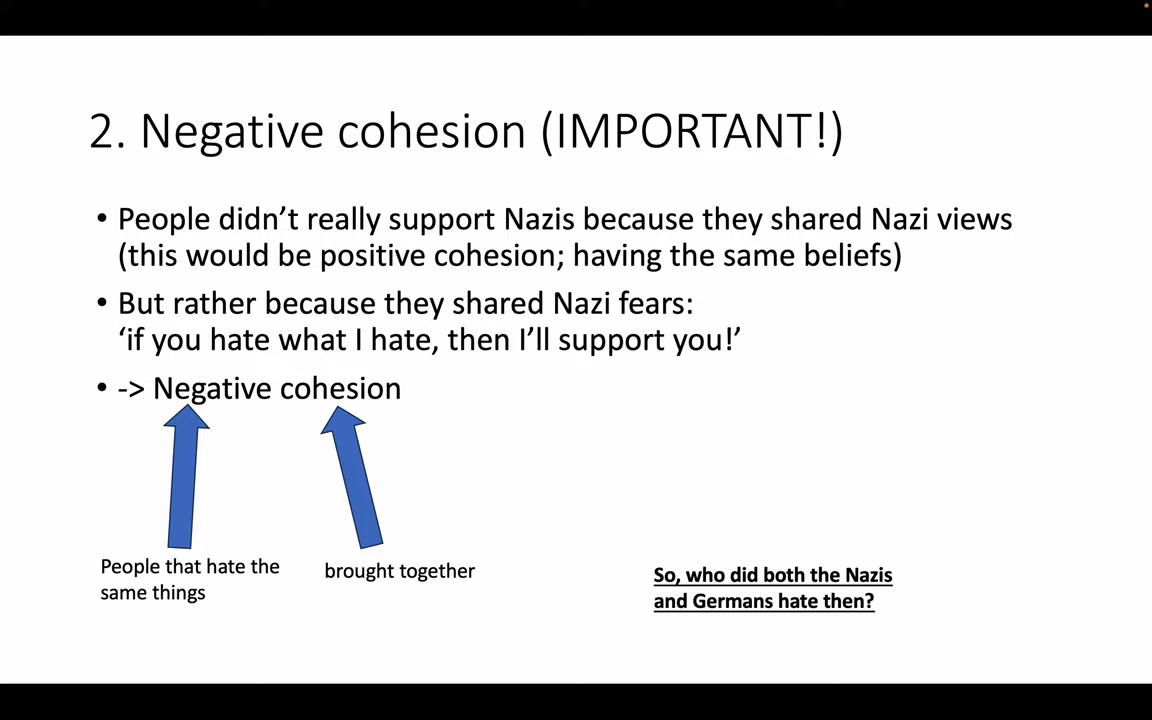 2. Negative cohesion (IMPORTANT!)
• People didn’t really support Nazis because they shared Nazi views
(this would be positive cohesion; having the same beliefs)
• But rather because they shared Nazi fears:
‘if you hate what I hate, then I’ll support you!’
• -> Negative cohesion
People that hate the
same things
brought together
So, who did both the Nazis
and Germans hate then?